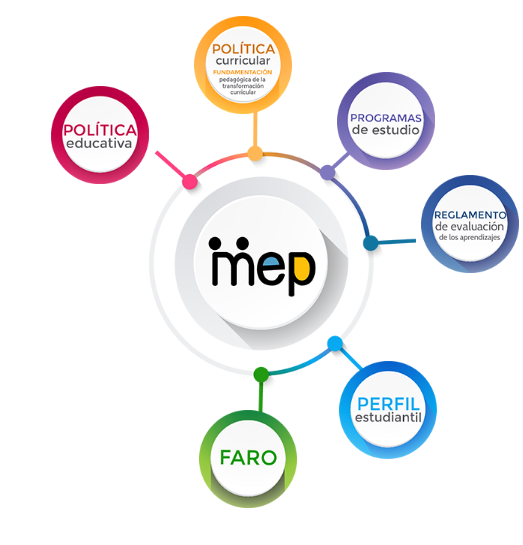 POLÍTICA
curricular
FUNDAMENTACIÓN
pedagógica de la
transformación
curricular
POLÍTICA
educativa
PROGRAMAS
de estudio
REGLAMENTO
de evaluación
de los aprendizajes
mep
PERFIL
estudiantil
FARO